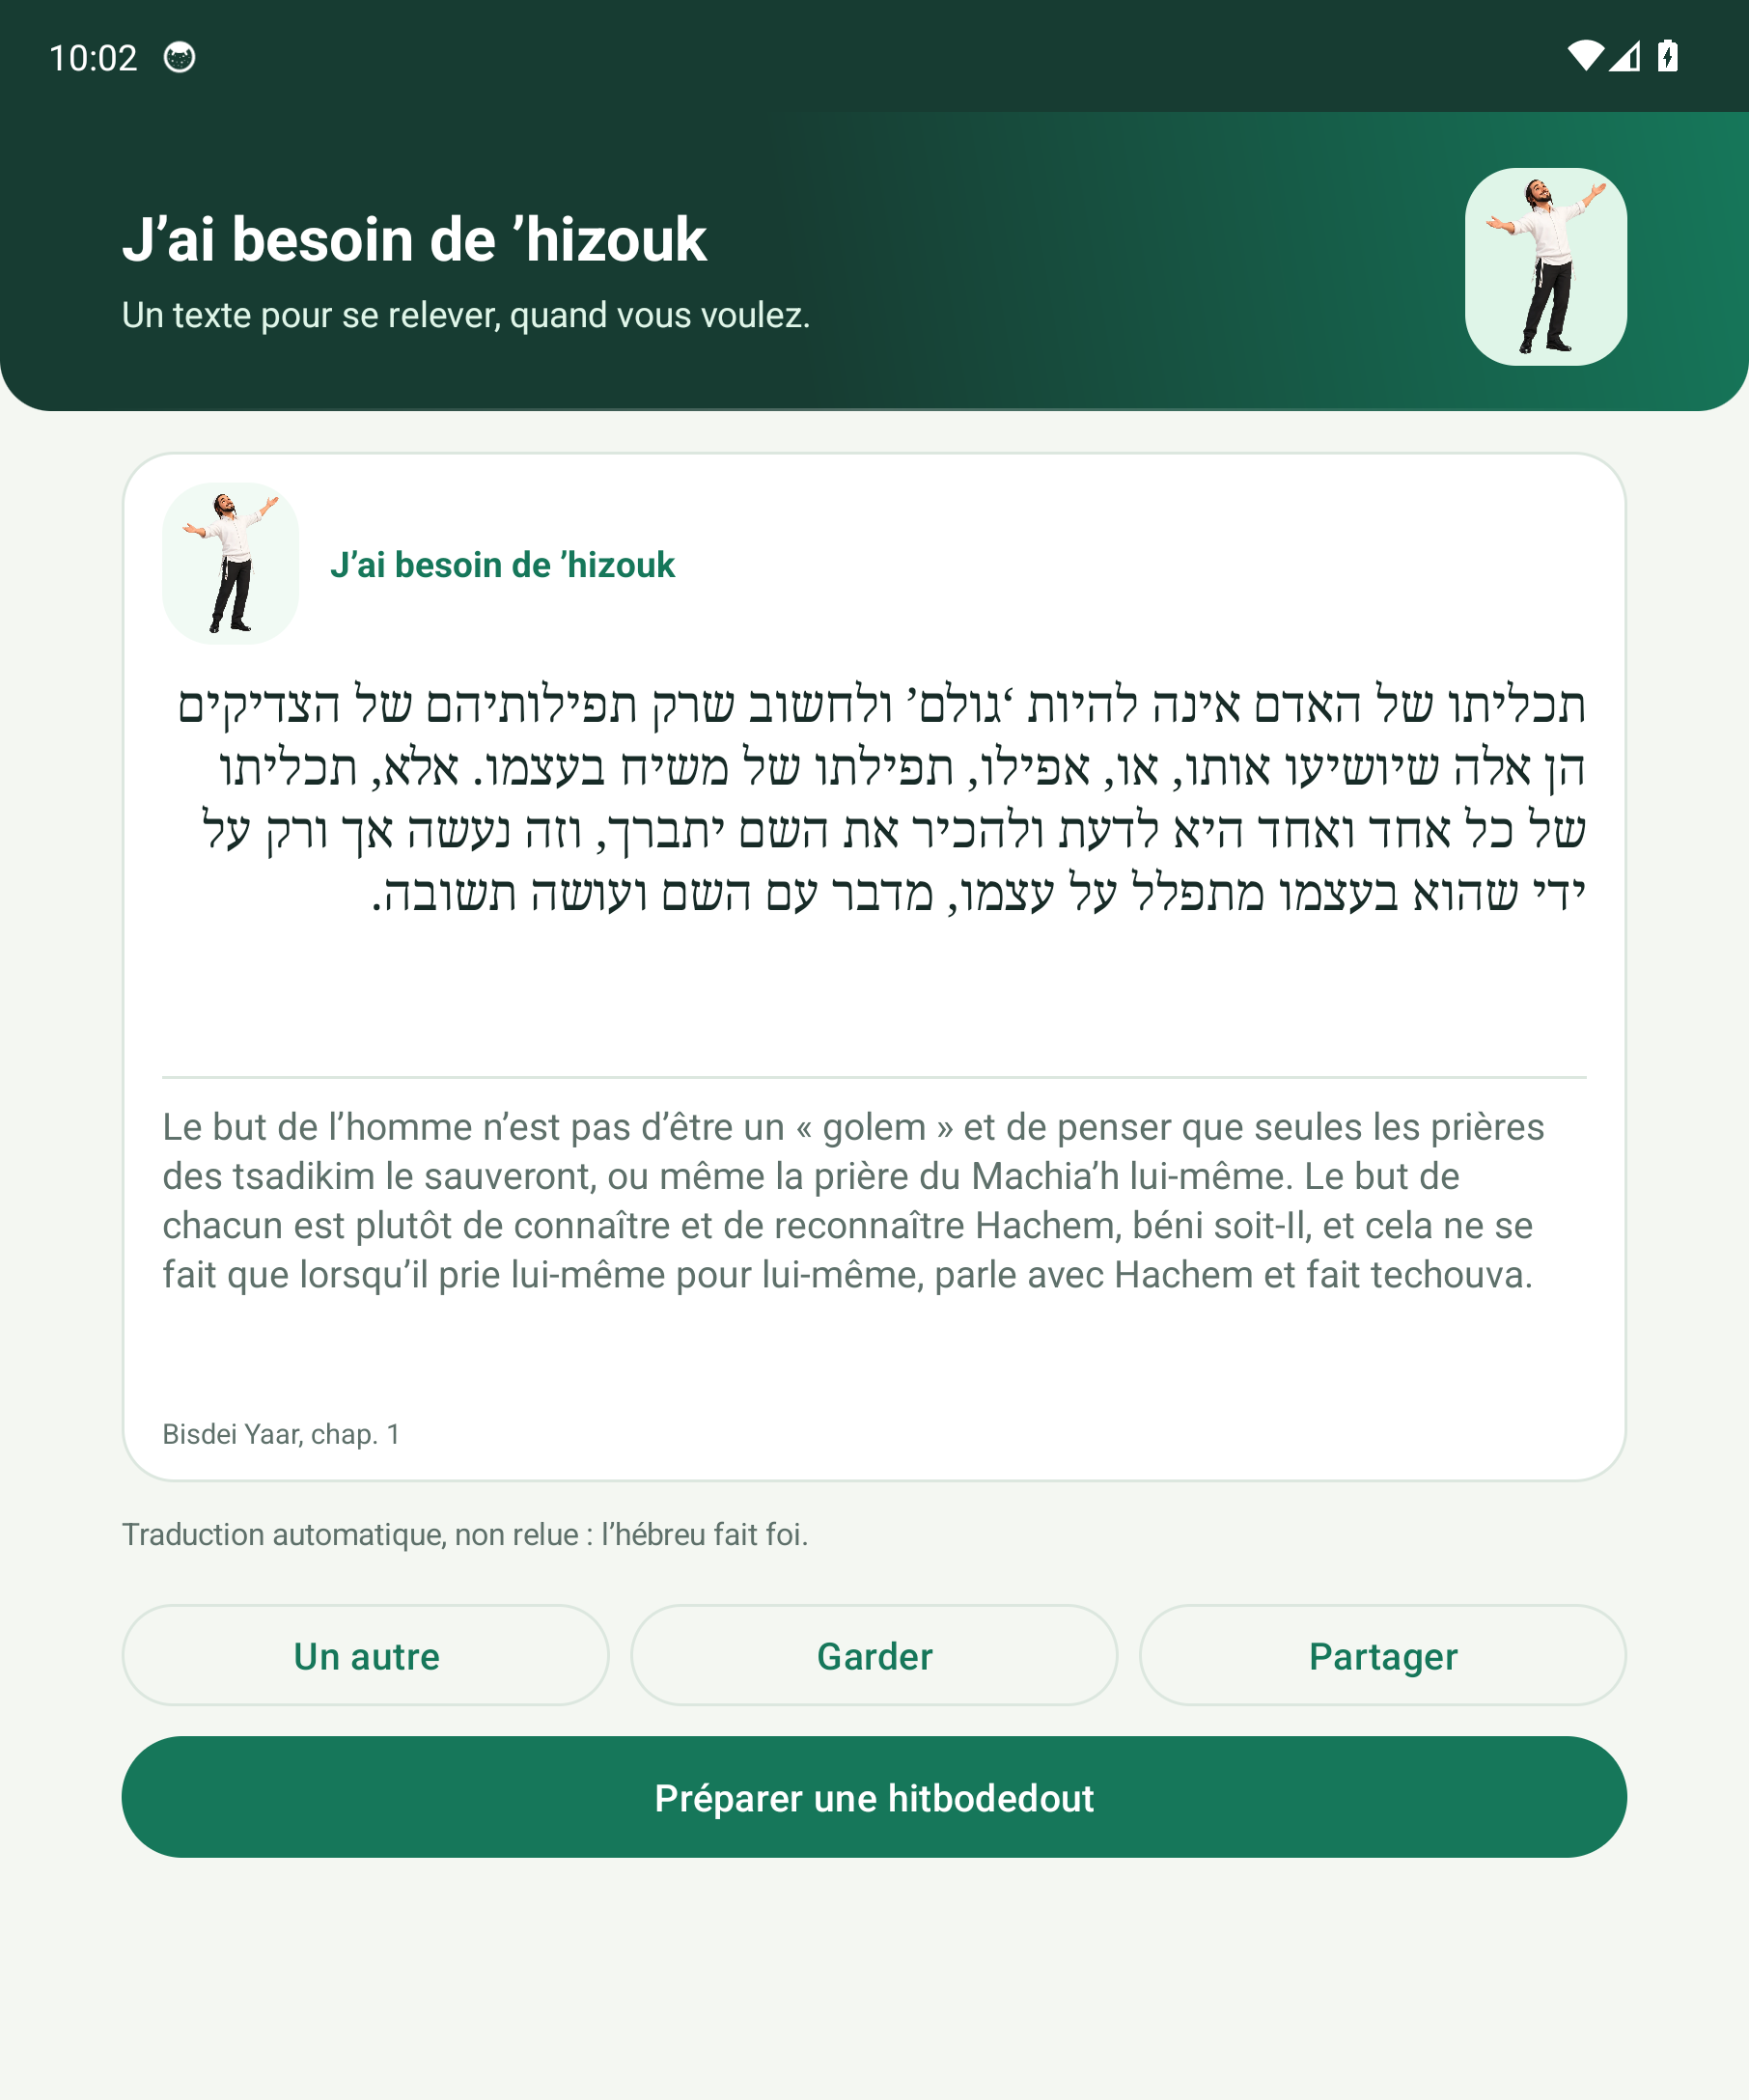 10:02
J’ai besoin de ’hizouk
Un texte pour se relever, quand vous voulez.
J’ai besoin de ’hizouk
תכליתו של האדם אינה להיות ‘גולם’ ולחשוב שרק תפילותיהם של הצדיקים
הן אלה שיושיעו אותו, או, אפילו, תפילתו של משיח בעצמו. אלא, תכליתו
של כל אחד ואחד היא לדעת ולהכיר את השם יתברך, וזה נעשה אך ורק על
ידי שהוא בעצמו מתפלל על עצמו, מדבר עם השם ועושה תשובה.
Le but de l’homme n’est pas d’être un « golem » et de penser que seules les prières
des tsadikim le sauveront, ou même la prière du Machia’h lui-même. Le but de
chacun est plutôt de connaître et de reconnaître Hachem, béni soit-Il, et cela ne se
fait que lorsqu’il prie lui-même pour lui-même, parle avec Hachem et fait techouva.
Bisdei Yaar, chap. 1
Traduction automatique, non relue : l’hébreu fait foi.
Un autre
Garder
Partager
Préparer une hitbodedout